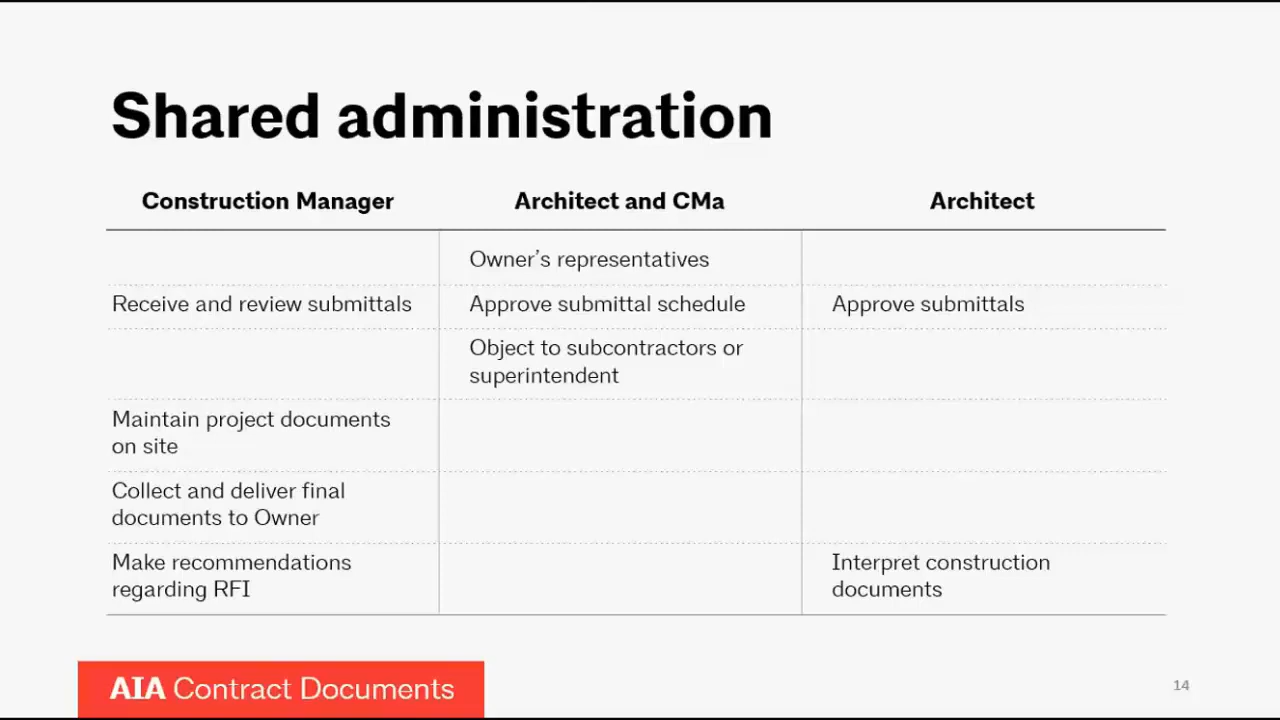 Shared administration
Construction Manager
Architect and CMa
Architect
Owner’s representatives
Receive and review submittals
Approve submittal schedule
Approve submittals
Object to subcontractors or
superintendent
Maintain project documents
on site
Collect and deliver final
documents to Owner
Make recommendations
regarding RFI
Interpret construction
documents
AIA Contract Documents
14